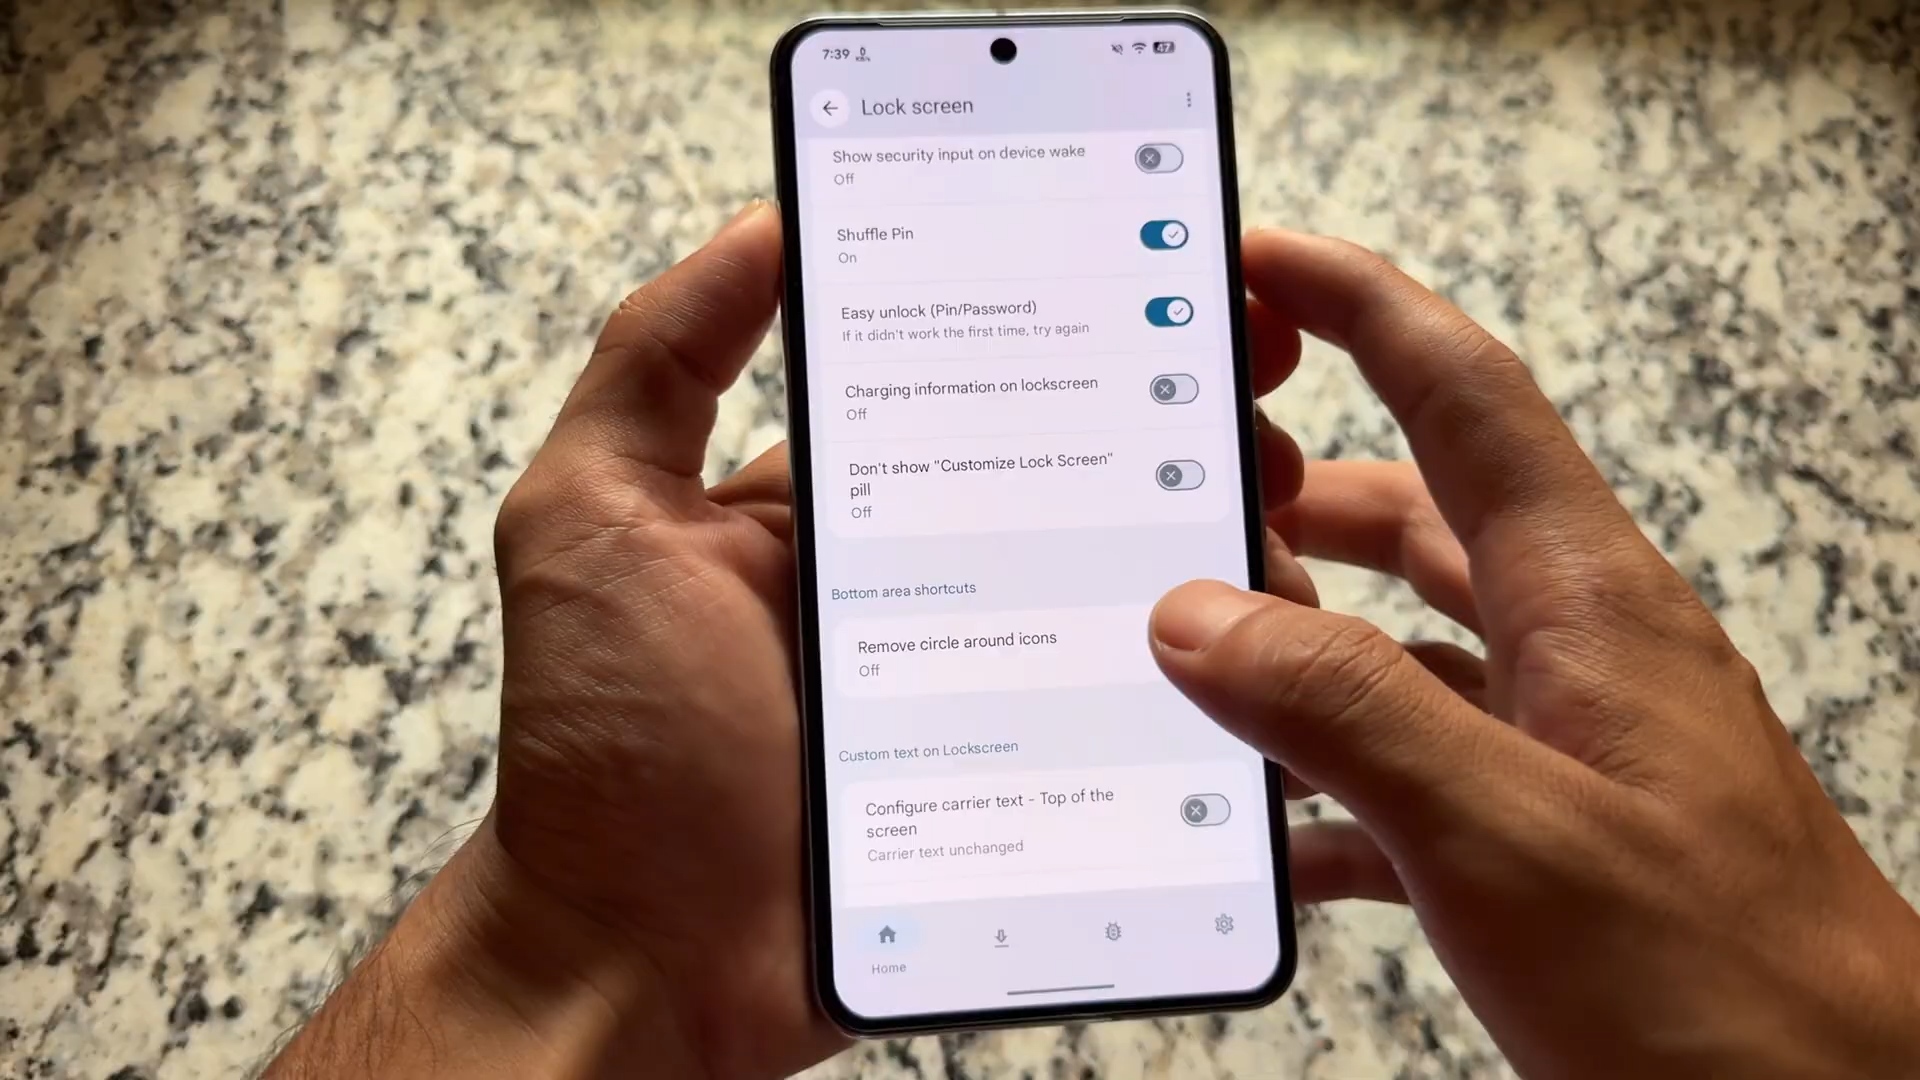 7:39 0
KB/s
47
Lock screen
Show security input on device wake
Off
Shuffle Pin
On
Easy unlock (Pin/Password)
If it didn't work the first time, try again
Charging information on lockscreen
Off
Don't show "Customize Lock Screen"
pill
Off
Bottom area shortcuts
Remove circle around icons
Off
Custom text on Lockscreen
Configure carrier text - Top of the
screen
Carrier text unchanged
Home